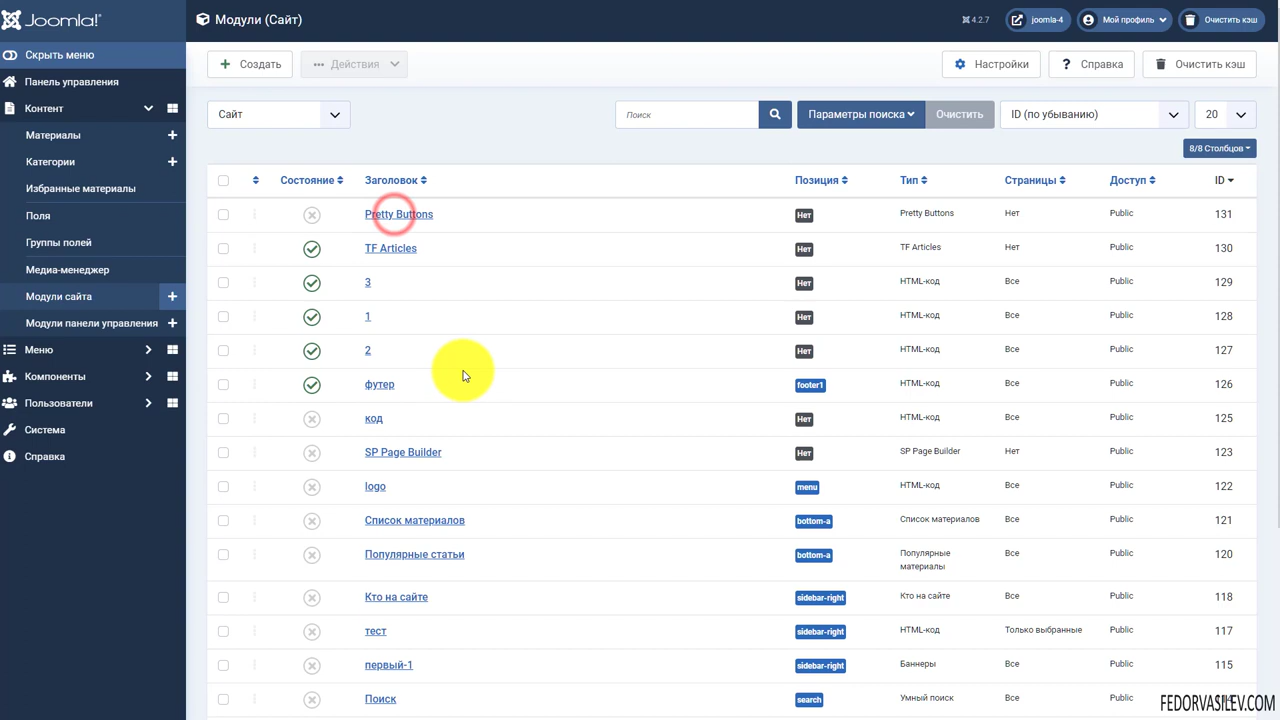 Joomla!
Модули (Сайт)
4.2.7
joomla-4
Мой профиль
Очистить кэш
Скрыть меню
Панель управления
Контент
Материалы
Категории
Избранные материалы
Поля
Группы полей
Медиа-менеджер
Модули сайта
Модули панели управления
Меню
Компоненты
Пользователи
Система
Справка
Создать
Действия
Настройки
Справка
Очистить кэш
Сайт
Поиск
Параметры поиска
Очистить
ID (по убыванию)
20
8/8 Столбцов
Состояние Заголовок Позиция Тип Страницы Доступ ID
Pretty Buttons Нет Pretty Buttons Нет Public 131
TF Articles Нет TF Articles Нет Public 130
3 Нет HTML-код Все Public 129
1 Нет HTML-код Все Public 128
2 Нет HTML-код Все Public 127
футер footer1 HTML-код Все Public 126
код Нет HTML-код Все Public 125
SP Page Builder Нет SP Page Builder Нет Public 123
logo menu HTML-код Все Public 122
Список материалов bottom-a Список материалов Все Public 121
Популярные статьи bottom-a Популярные Все Public 120
материалы
Кто на сайте sidebar-right Кто на сайте Все Public 118
тест sidebar-right HTML-код Только выбранные Public 117
первый-1 sidebar-right Баннеры Все Public 115
Поиск search Умный поиск Все Public
FEDORVASILEV.COM